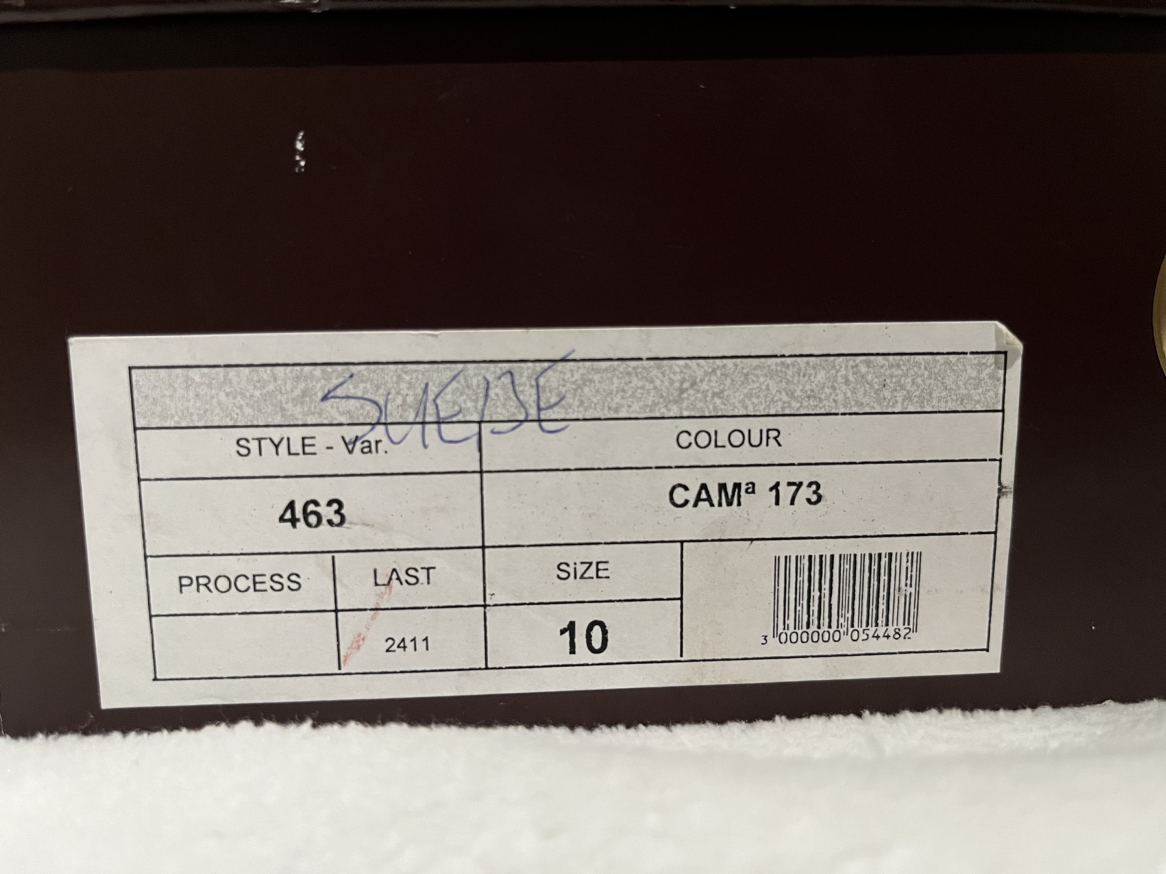 SUEDE
STYLE - Var.
COLOUR
463
CAMª 173
PROCESS
LAST
SiZE
2411
10
3 000000 054482